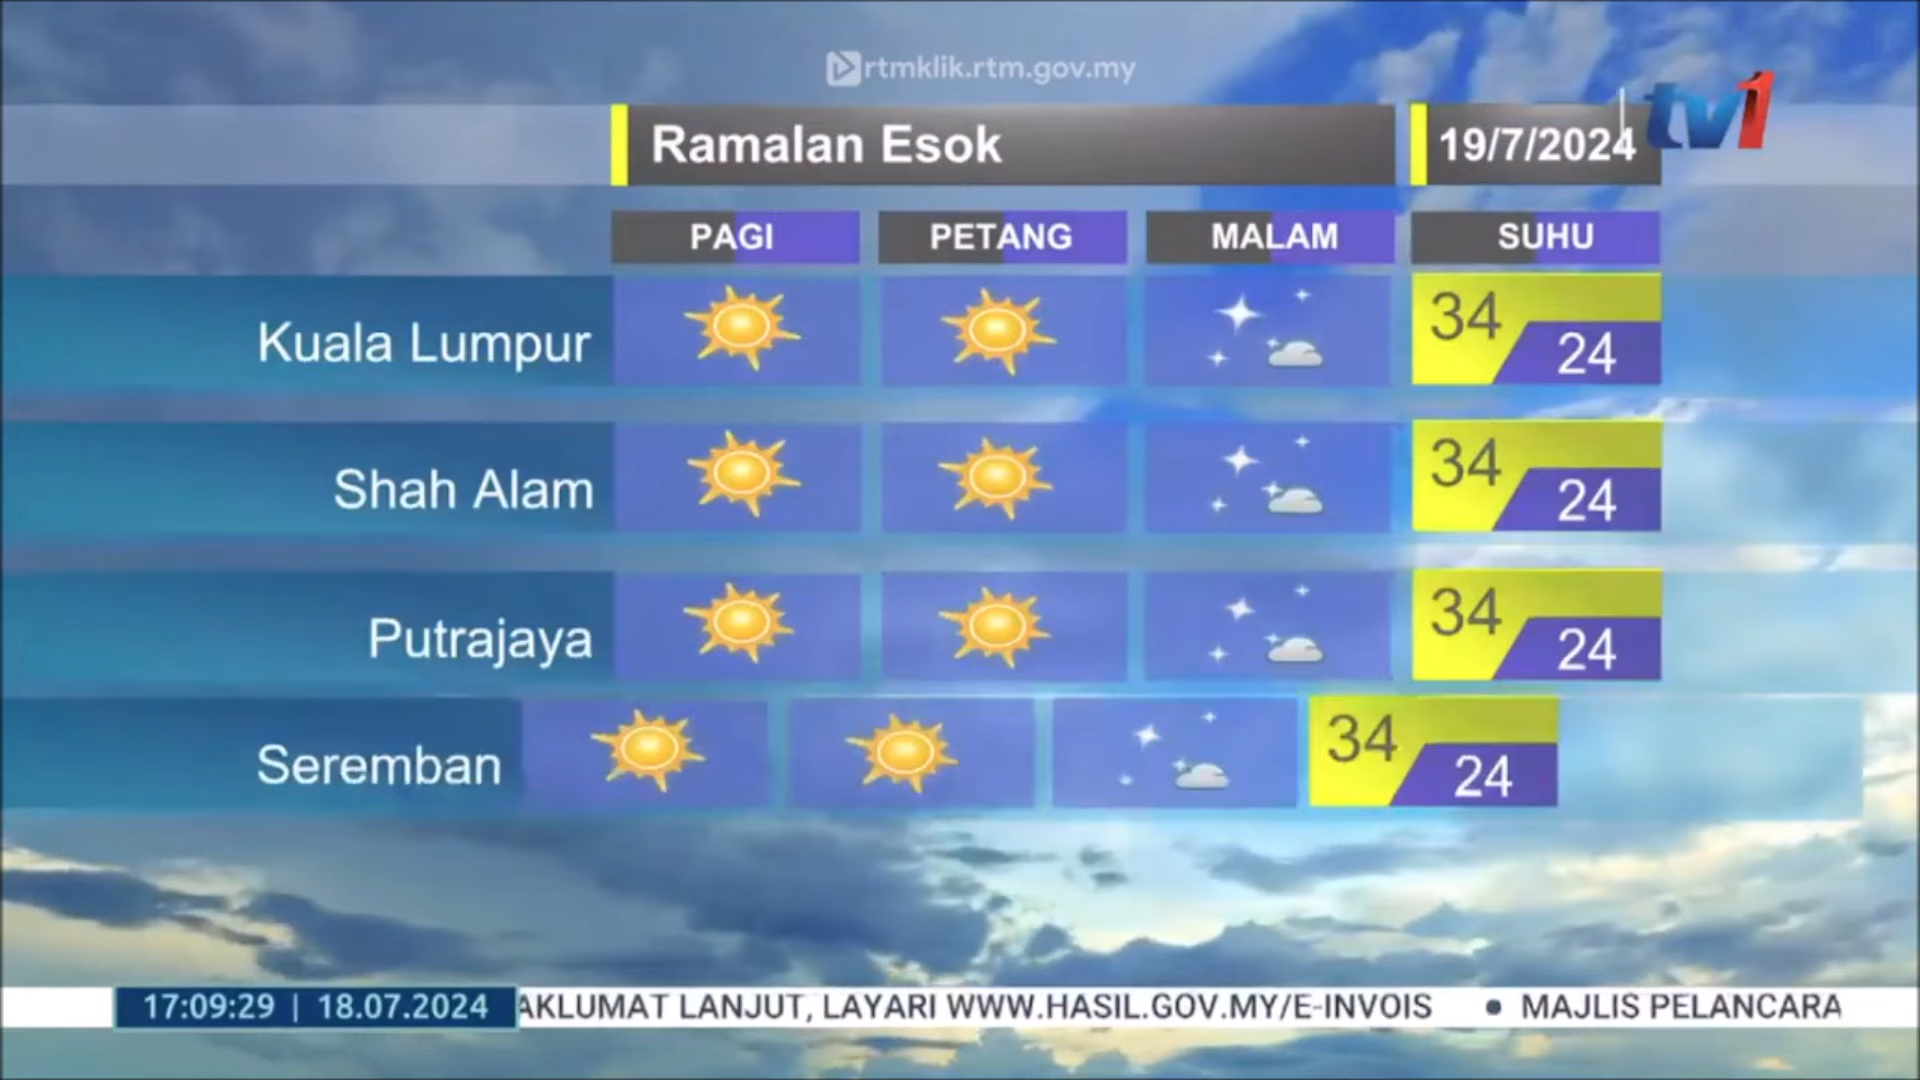 rtmklik.rtm.gov.my
tv1
Ramalan Esok
19/7/2024
PAGI PETANG MALAM SUHU
Kuala Lumpur 34 24
Shah Alam 34 24
Putrajaya 34 24
Seremban 34 24
17:09:29 | 18.07.2024 AKLUMAT LANJUT, LAYARI WWW.HASIL.GOV.MY/E-INVOIS • MAJLIS PELANCARA